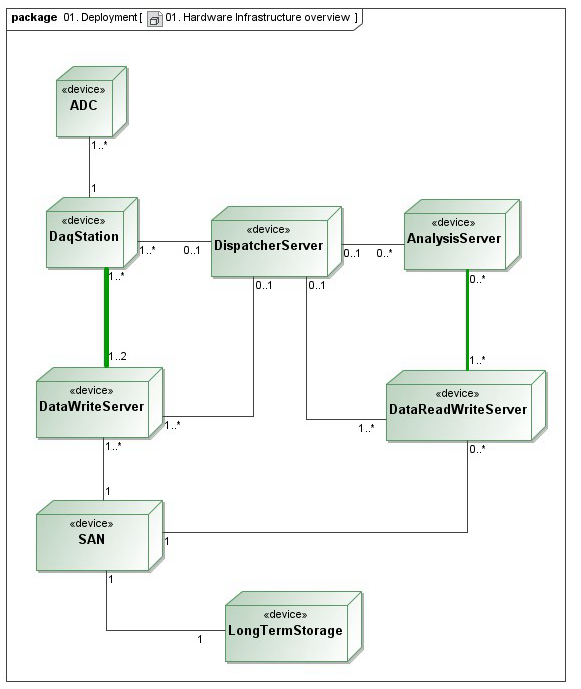 package 01. Deployment [ 01. Hardware Infrastructure overview ]
«device»
ADC
1..*
1
«device»
DaqStation
1..*
0..1
«device»
DispatcherServer
0..1
0..*
«device»
AnalysisServer
1..*
0..1
0..1
0..*
1..2
1..*
«device»
DataWriteServer
1..*
1..*
«device»
DataReadWriteServer
1..*
0..*
1
«device»
SAN
1
1
1
«device»
LongTermStorage